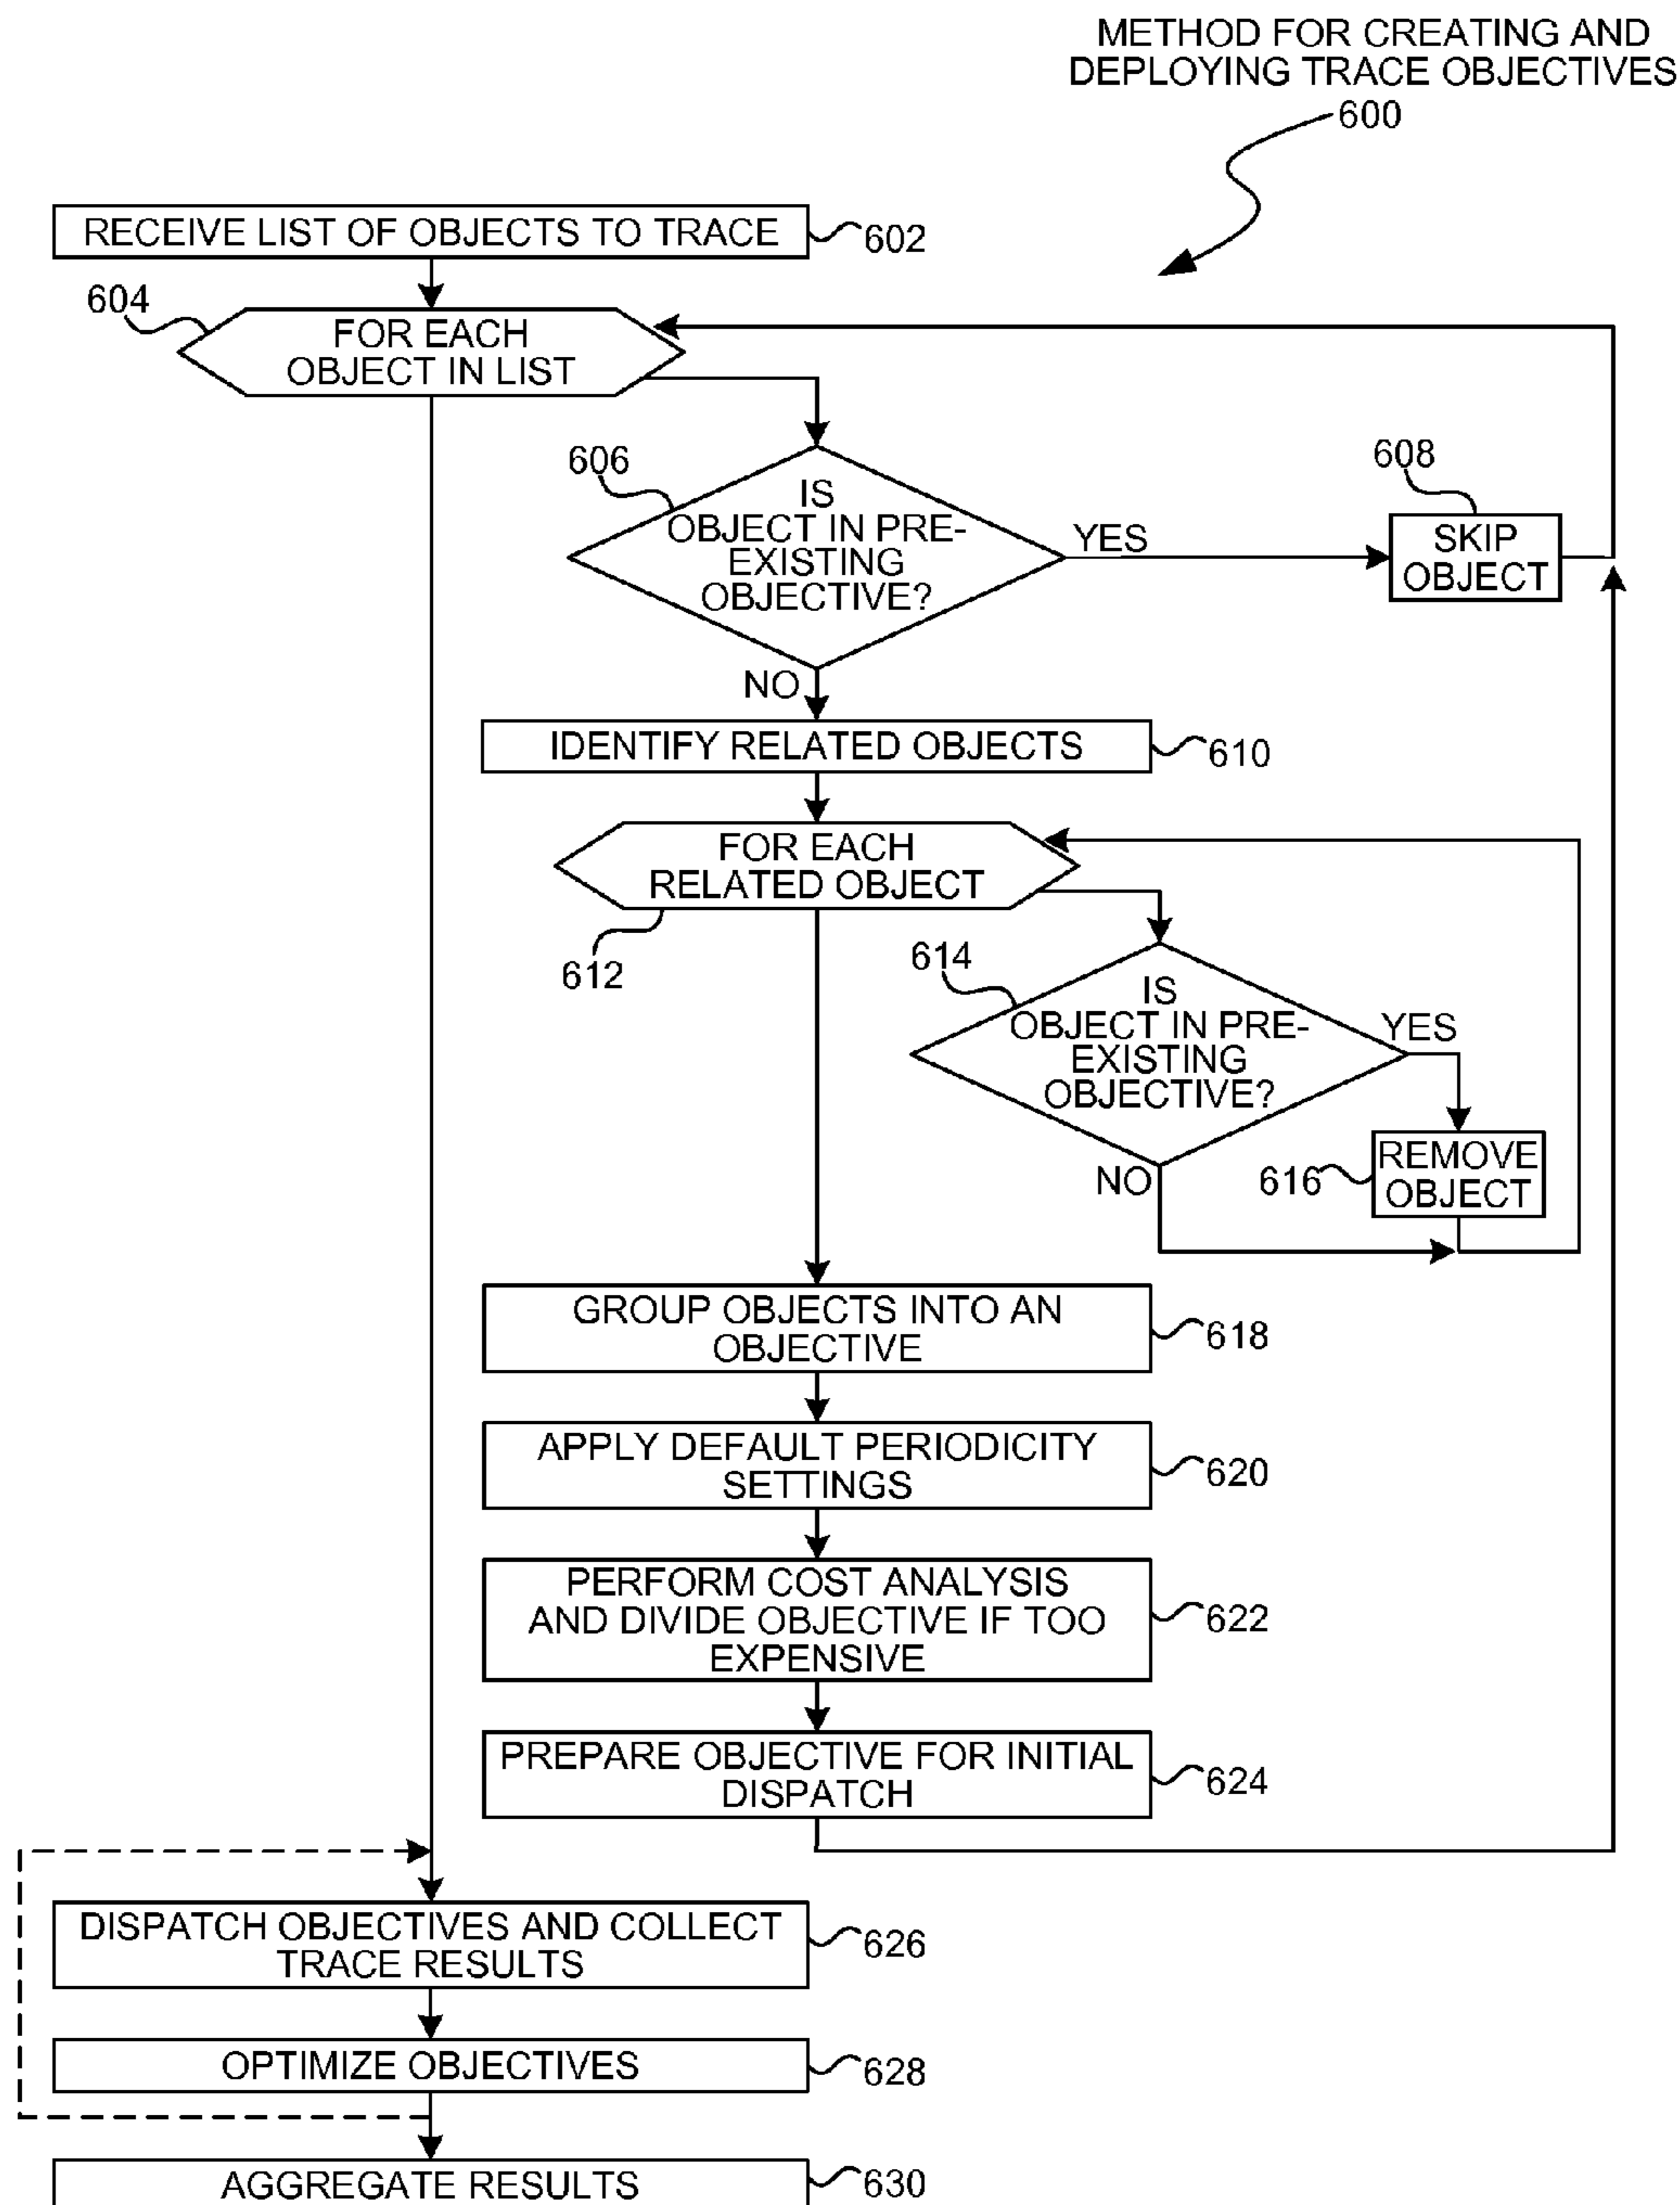 METHOD FOR CREATING AND
DEPLOYING TRACE OBJECTIVES
600
RECEIVE LIST OF OBJECTS TO TRACE
602
604
FOR EACH
OBJECT IN LIST
606
IS
OBJECT IN PRE-
EXISTING
OBJECTIVE?
YES
608
SKIP
OBJECT
NO
IDENTIFY RELATED OBJECTS
610
FOR EACH
RELATED OBJECT
612
614
IS
OBJECT IN PRE-
EXISTING
OBJECTIVE?
YES
NO
616
REMOVE
OBJECT
GROUP OBJECTS INTO AN
OBJECTIVE
618
APPLY DEFAULT PERIODICITY
SETTINGS
620
PERFORM COST ANALYSIS
AND DIVIDE OBJECTIVE IF TOO
EXPENSIVE
622
PREPARE OBJECTIVE FOR INITIAL
DISPATCH
624
DISPATCH OBJECTIVES AND COLLECT
TRACE RESULTS
626
OPTIMIZE OBJECTIVES
628
AGGREGATE RESULTS
630